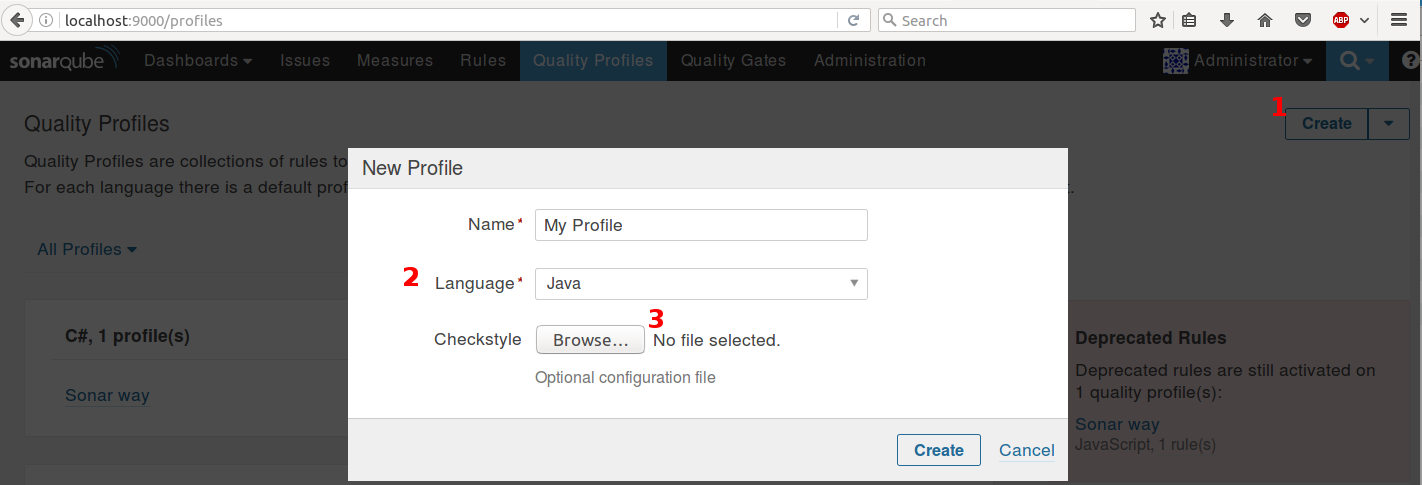 localhost:9000/profiles
Search
ABP
sonarqube Dashboards Issues Measures Rules Quality Profiles Quality Gates Administration Administrator ?
Quality Profiles
1 Create
Quality Profiles are collections of rules to
For each language there is a default prof
t.
All Profiles
C#, 1 profile(s)
Sonar way
New Profile
Name* My Profile
2 Language* Java
3
Checkstyle Browse... No file selected.
Optional configuration file
Create Cancel
Deprecated Rules
Deprecated rules are still activated on
1 quality profile(s):
Sonar way
JavaScript, 1 rule(s)